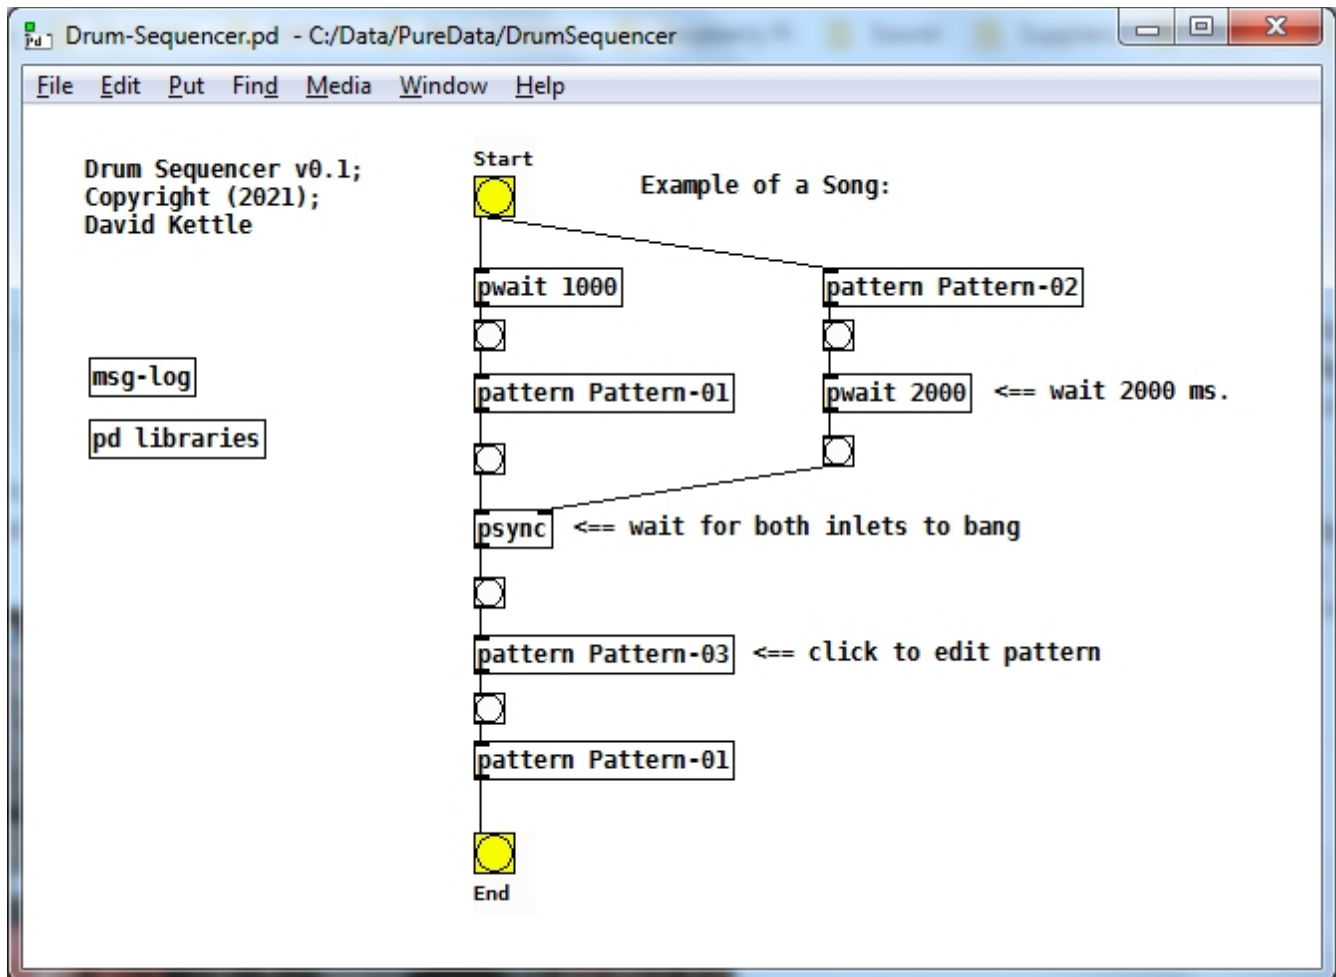 Drum-Sequencer.pd - C:/Data/PureData/DrumSequencer
File Edit Put Find Media Window Help
Drum Sequencer v0.1;
Copyright (2021);
David Kettle
Start
Example of a Song:
pwait 1000
pattern Pattern-02
msg-log
pattern Pattern-01
pwait 2000
<== wait 2000 ms.
pd libraries
psync
<== wait for both inlets to bang
pattern Pattern-03
<== click to edit pattern
pattern Pattern-01
End